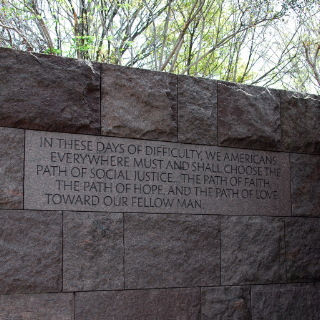 IN THESE DAYS OF DIFFICULTY, WE AMERICANS
EVERYWHERE MUST AND SHALL CHOOSE THE
PATH OF SOCIAL JUSTICE... THE PATH OF FAITH,
THE PATH OF HOPE, AND THE PATH OF LOVE
TOWARD OUR FELLOW MAN